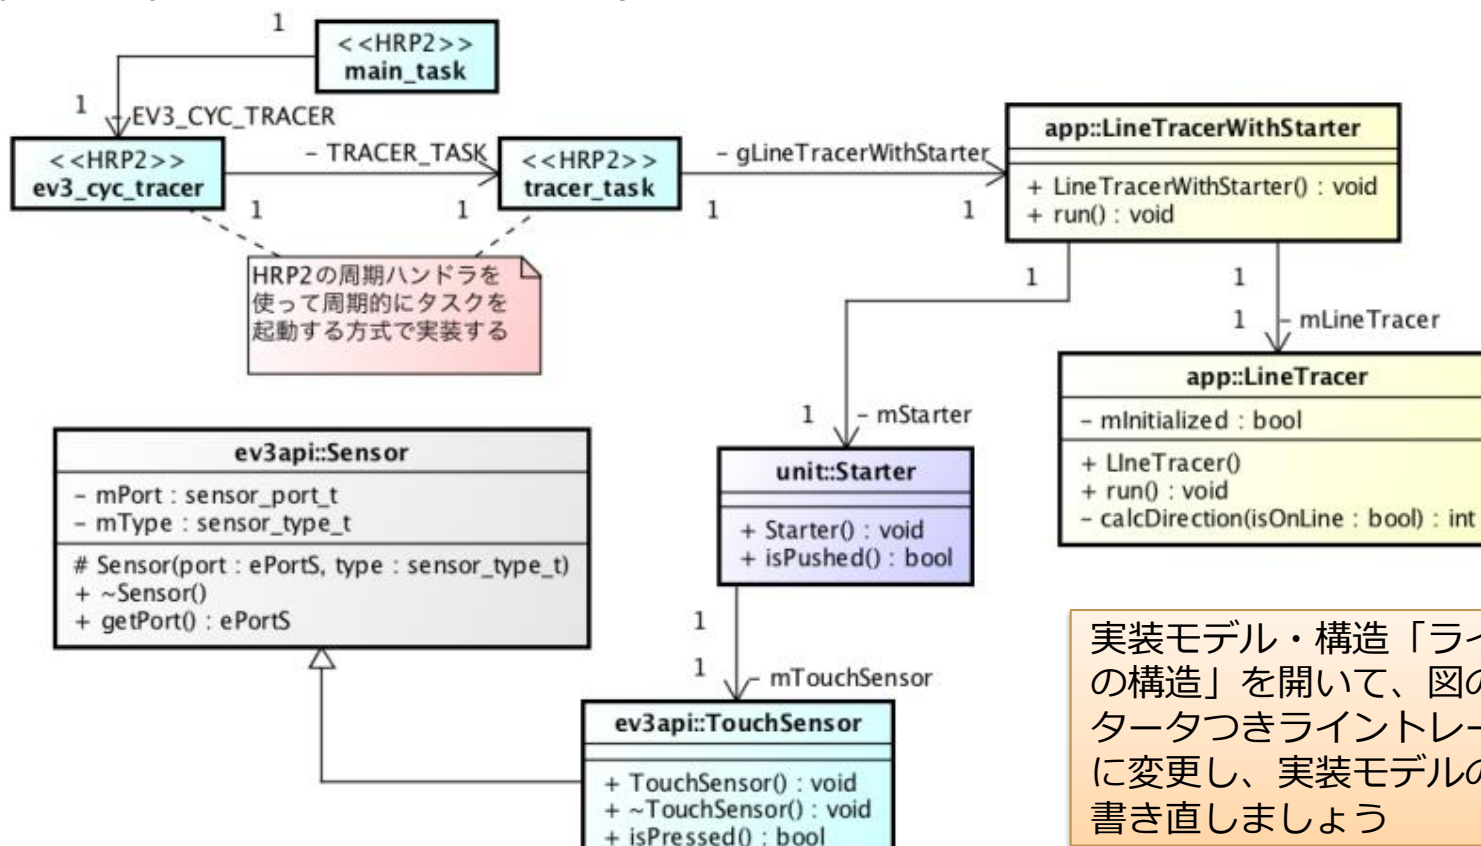 1
<<HRP2>>
main_task
1
EV3_CYC_TRACER
<<HRP2>>
ev3_cyc_tracer
- TRACER_TASK
1
1
<<HRP2>>
tracer_task
- gLineTracerWithStarter
1
1
app::LineTracerWithStarter
+ LineTracerWithStarter() : void
+ run() : void
HRP2の周期ハンドラを
使って周期的にタスクを
起動する方式で実装する
1
1
1
- mLineTracer
app::LineTracer
- mInitialized : bool
+ LIneTracer()
+ run() : void
- calcDirection(isOnLine : bool) : int
1
- mStarter
unit::Starter
+ Starter() : void
+ isPushed() : bool
ev3api::Sensor
- mPort : sensor_port_t
- mType : sensor_type_t
# Sensor(port : ePortS, type : sensor_type_t)
+ ~Sensor()
+ getPort() : ePortS
1
1
- mTouchSensor
ev3api::TouchSensor
+ TouchSensor() : void
+ ~TouchSensor() : void
+ isPressed() : bool
実装モデル・構造「ライ
の構造」を開いて、図の
タータつきライントレー
に変更し、実装モデルの
書き直しましょう